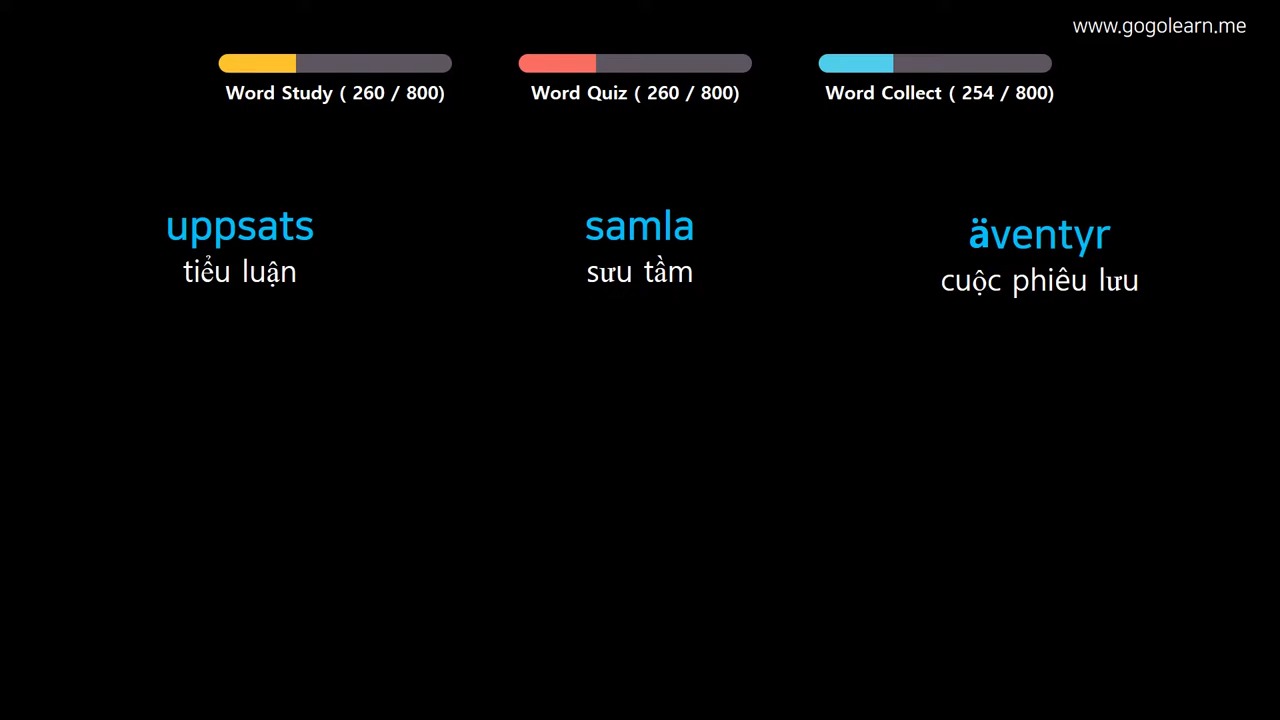 www.gogolearn.me
Word Study ( 260 / 800)
Word Quiz ( 260 / 800)
Word Collect ( 254 / 800)
uppsats
tiểu luận
samla
sưu tầm
äventyr
cuộc phiêu lưu